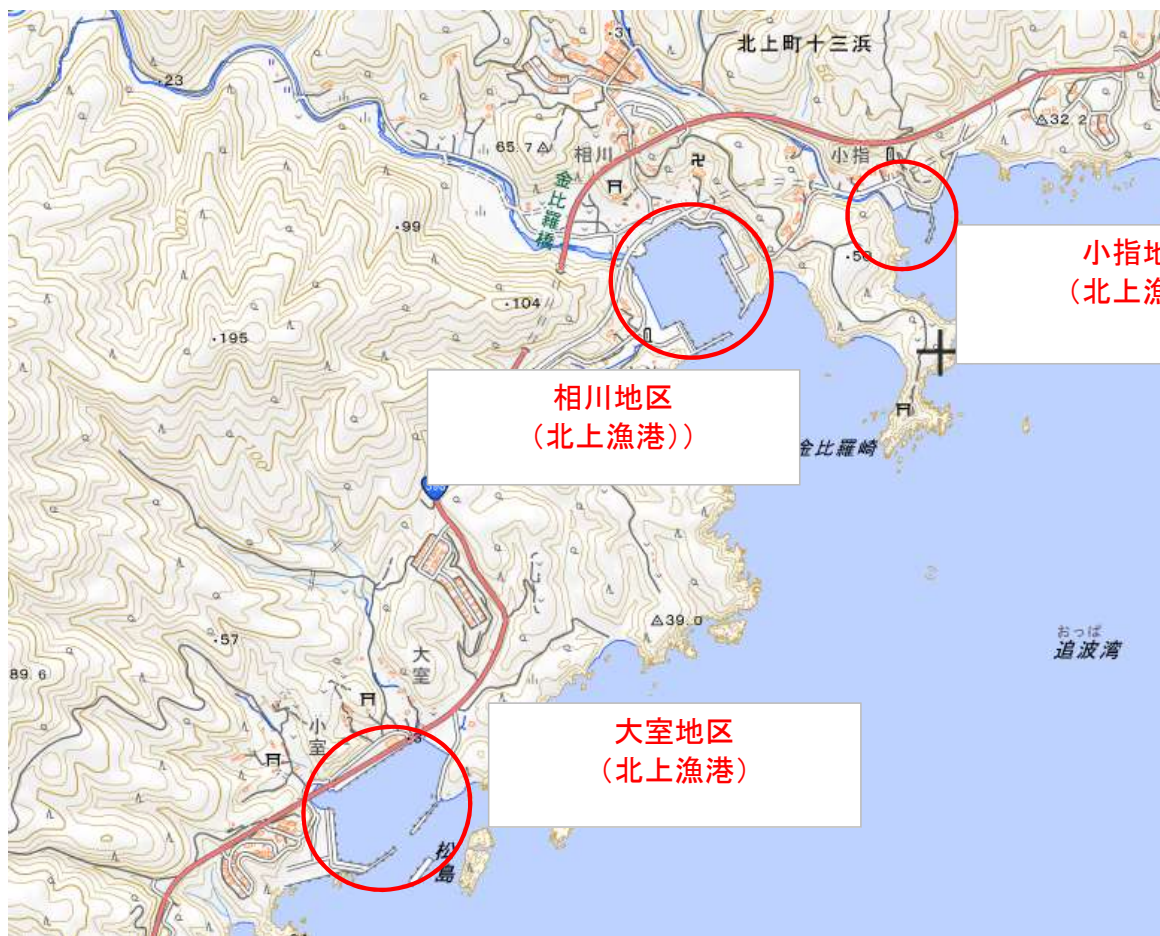 ・31
北上町十三浜
・23
△32.2
65.7△
相川
小指
金比羅橋
・99
・59
小指地
（北上漁
・104
・195
相川地区
（北上漁港））
金比羅崎
△39.0
・57
大室
おっぱ
追波湾
89.6
小室
大室地区
（北上漁港）
・3
松島